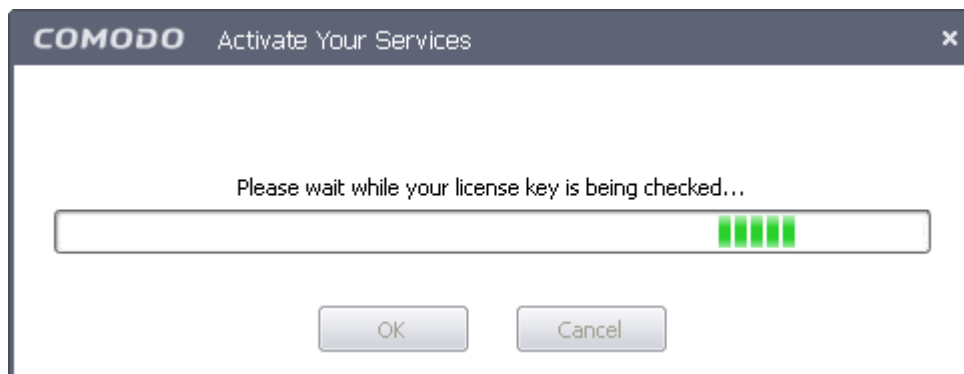 COMODO Activate Your Services
Please wait while your license key is being checked...
OK Cancel